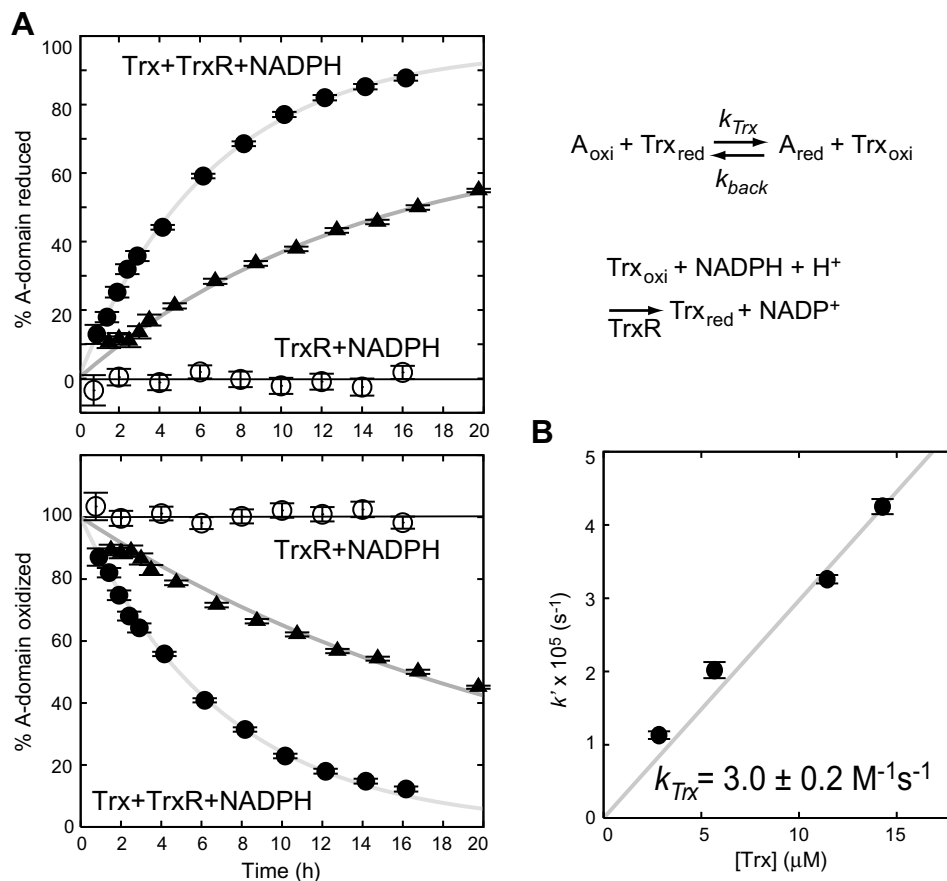 A
Trx+TrxR+NADPH
TrxR+NADPH
% A-domain reduced
100
80
60
40
20
0
0 2 4 6 8 10 12 14 16 18 20
k_Trx
A_oxi + Trx_red A_red + Trx_oxi
k_back
Trx_oxi + NADPH + H⁺
TrxR Trx_red + NADP⁺
TrxR+NADPH
Trx+TrxR+NADPH
% A-domain oxidized
100
80
60
40
20
0
0 2 4 6 8 10 12 14 16 18 20
Time (h)
B
k' x 10⁵ (s⁻¹)
5
4
3
2
1
0
k_Trx = 3.0 ± 0.2 M⁻¹s⁻¹
0 5 10 15
[Trx] (μM)